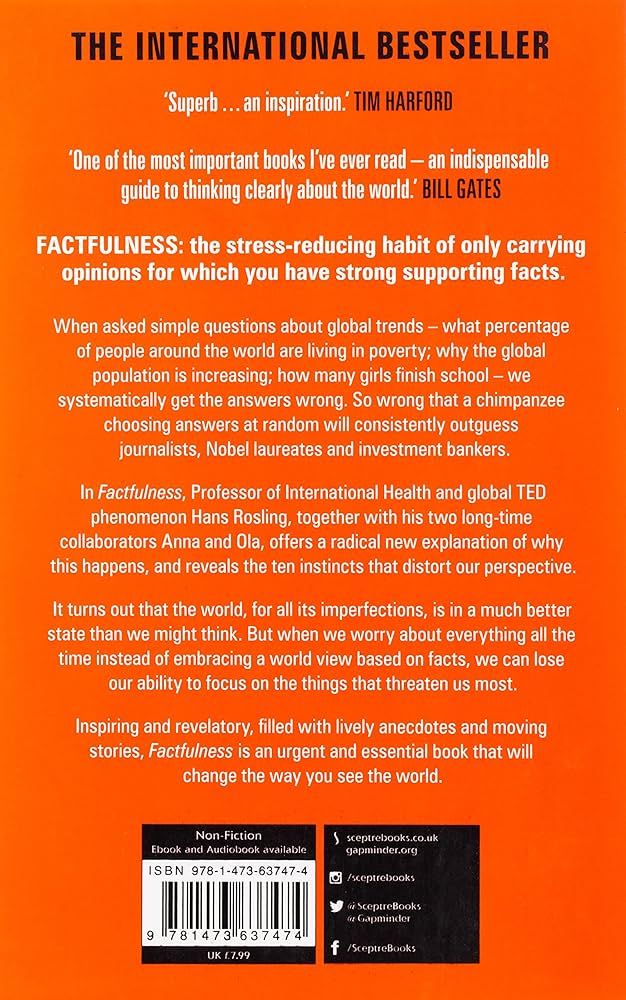 THE INTERNATIONAL BESTSELLER
‘Superb ... an inspiration.’ TIM HARFORD
‘One of the most important books I’ve ever read – an indispensable
guide to thinking clearly about the world.’ BILL GATES
FACTFULNESS: the stress-reducing habit of only carrying
opinions for which you have strong supporting facts.
When asked simple questions about global trends – what percentage
of people around the world are living in poverty; why the global
population is increasing; how many girls finish school – we
systematically get the answers wrong. So wrong that a chimpanzee
choosing answers at random will consistently outguess
journalists, Nobel laureates and investment bankers.
In Factfulness, Professor of International Health and global TED
phenomenon Hans Rosling, together with his two long-time
collaborators Anna and Ola, offers a radical new explanation of why
this happens, and reveals the ten instincts that distort our perspective.
It turns out that the world, for all its imperfections, is in a much better
state than we might think. But when we worry about everything all the
time instead of embracing a world view based on facts, we can lose
our ability to focus on the things that threaten us most.
Inspiring and revelatory, filled with lively anecdotes and moving
stories, Factfulness is an urgent and essential book that will
change the way you see the world.
Non-Fiction
Ebook and Audiobook available
ISBN 978-1-473-63747-4
9 781473 637474
UK £7.99
sceptrebooks.co.uk
gapminder.org
/sceptrebooks
@SceptreBooks
@Gapminder
/SceptreBooks